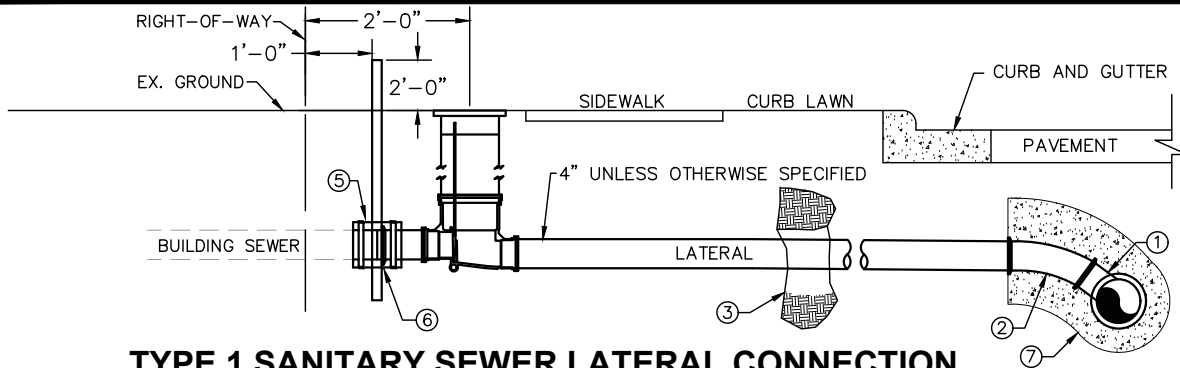 RIGHT-OF-WAY
2'-0"
1'-0"
EX. GROUND
2'-0"
SIDEWALK
CURB LAWN
CURB AND GUTTER
PAVEMENT
4" UNLESS OTHERWISE SPECIFIED
5
BUILDING SEWER
LATERAL
1
6
3
2
7
TYPE 1 SANITARY SEWER LATERAL CONNECTION